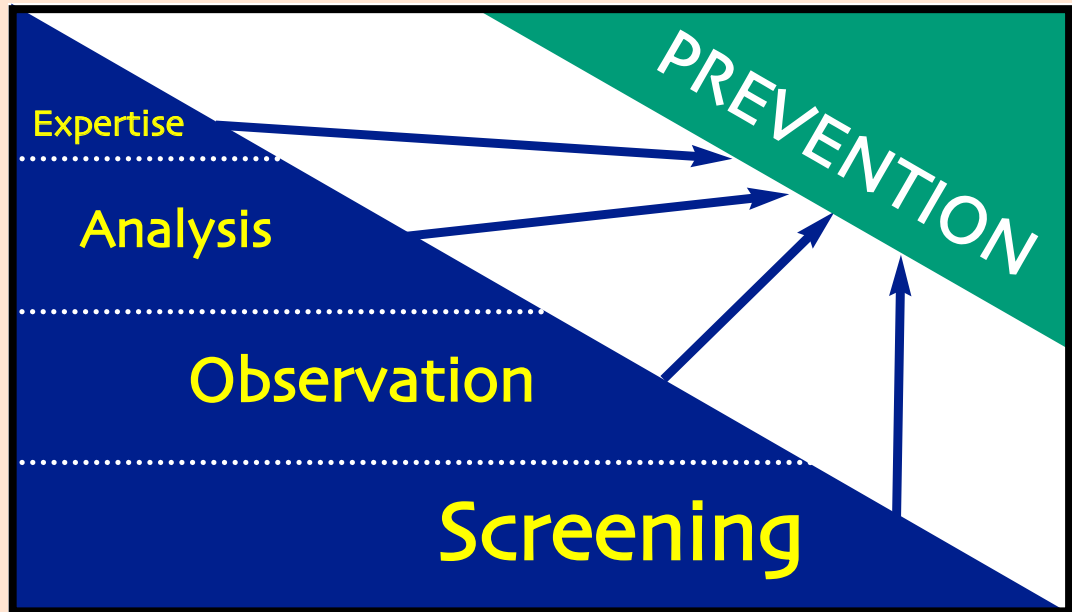 PREVENTION
Expertise
Analysis
Observation
Screening